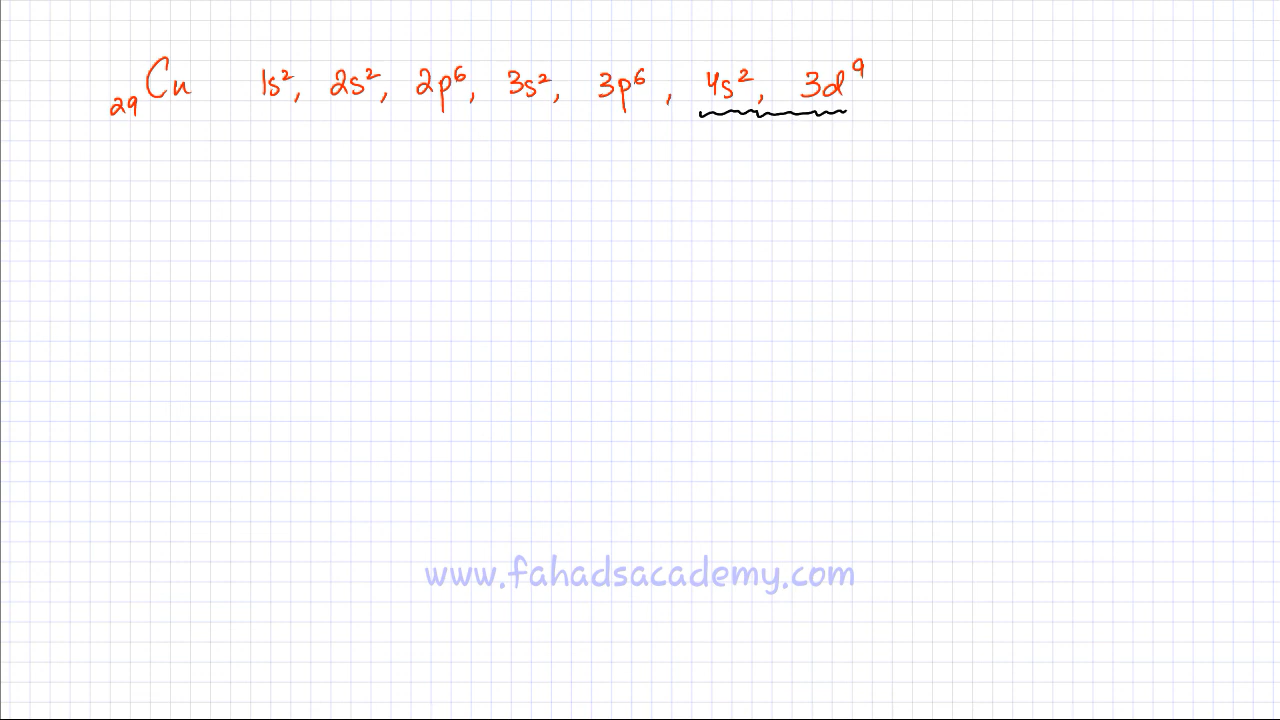 ₂₉Cu 1s², 2s², 2p⁶, 3s², 3p⁶, 4s², 3d⁹
www.fahadsacademy.com